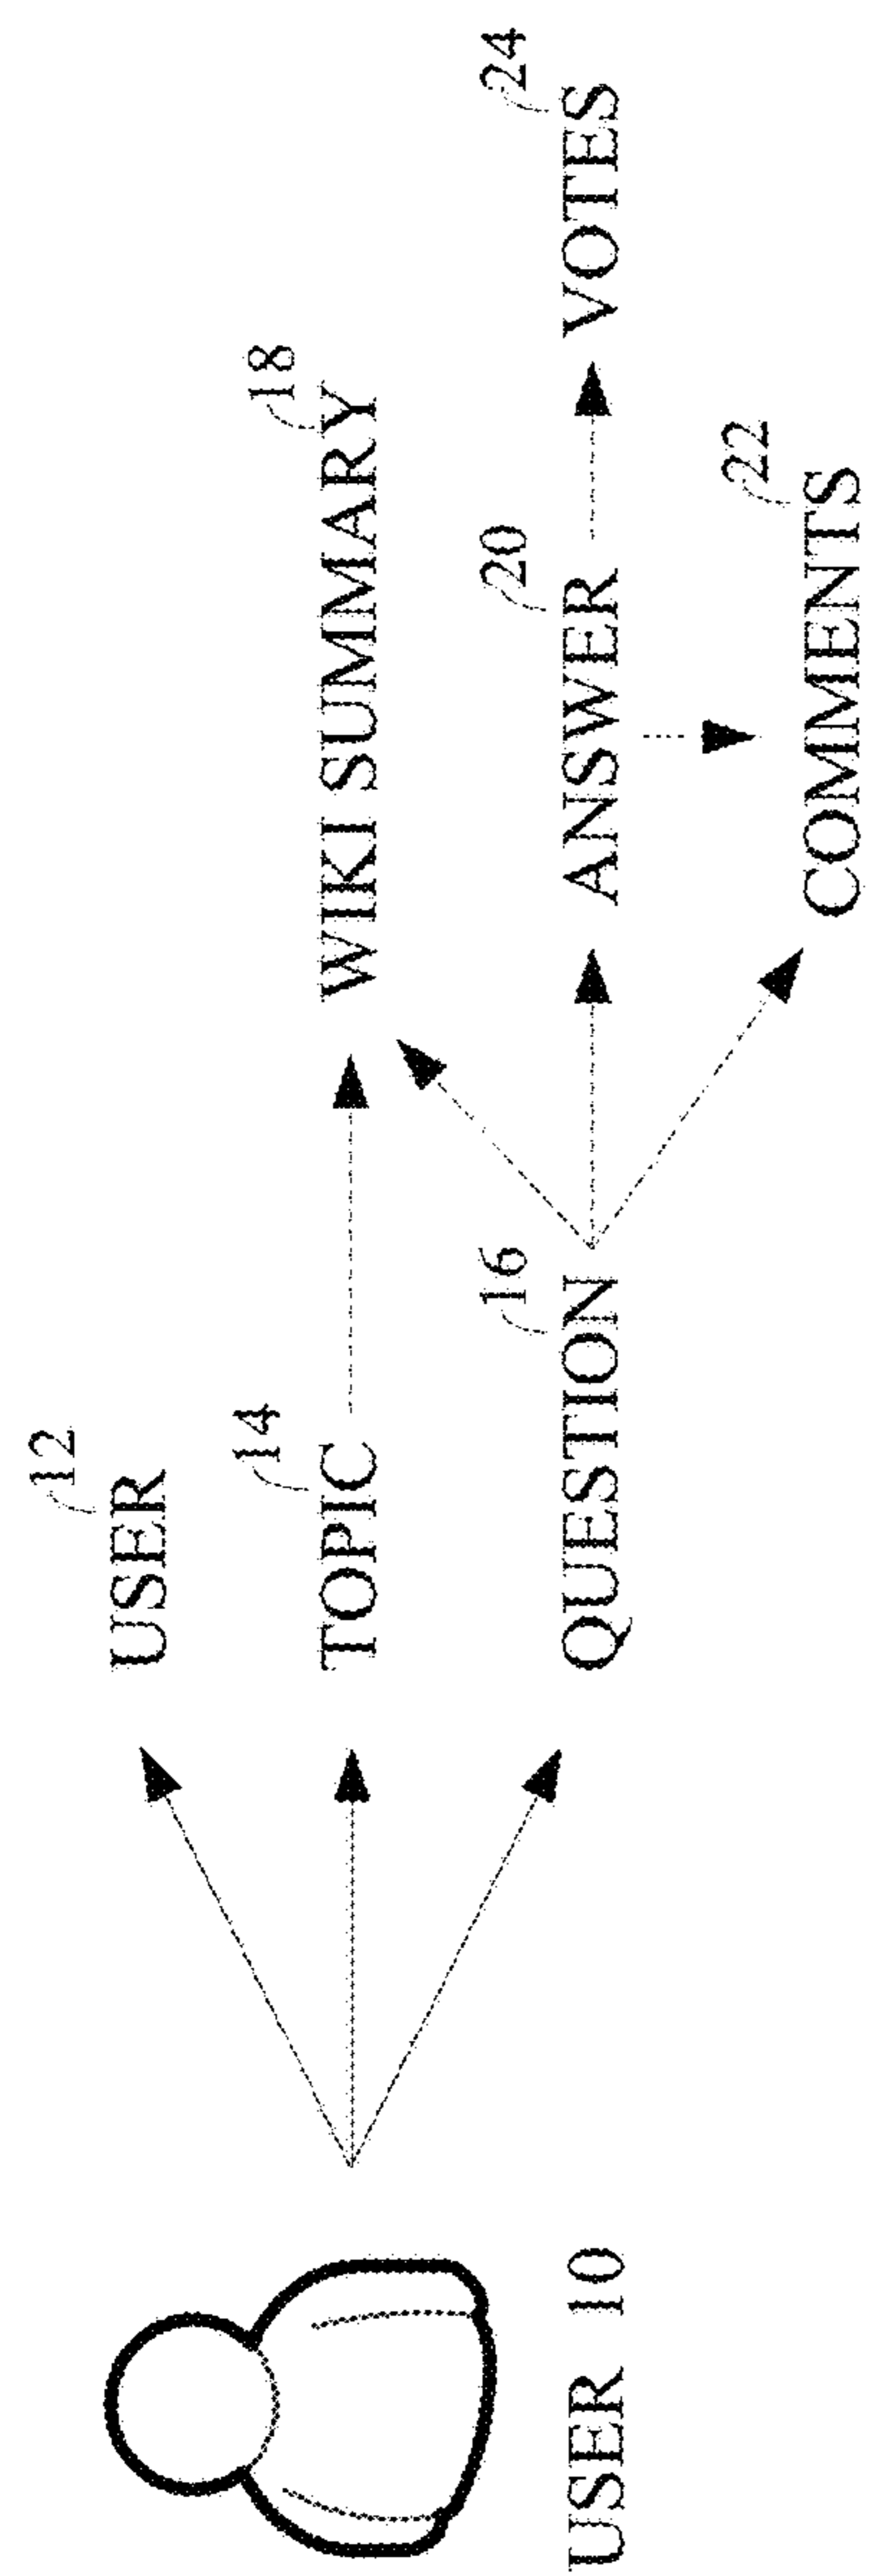 USER 10
12
USER
14
TOPIC
16
QUESTION
18
WIKI SUMMARY
20
ANSWER
22
COMMENTS
24
VOTES